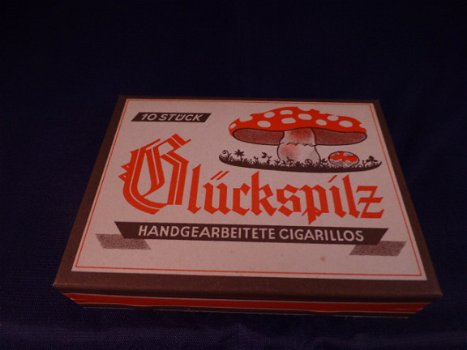 10 STÜCK
Glückspilz
HANDGEARBEITETE CIGARILLOS